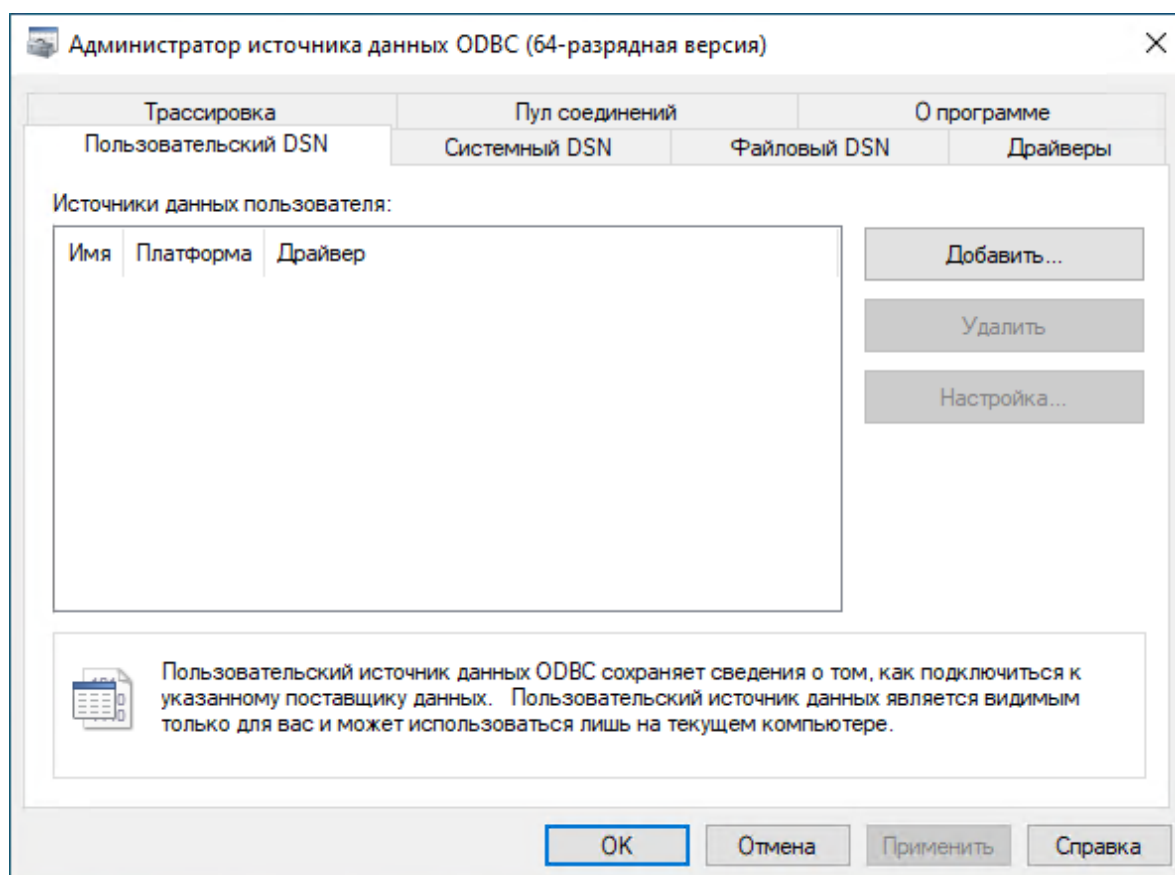 Администратор источника данных ODBC (64-разрядная версия)
Трассировка Пул соединений О программе
Пользовательский DSN Системный DSN Файловый DSN Драйверы
Источники данных пользователя:
Имя Платформа Драйвер
Добавить...
Удалить
Настройка...
Пользовательский источник данных ODBC сохраняет сведения о том, как подключиться к
указанному поставщику данных. Пользовательский источник данных является видимым
только для вас и может использоваться лишь на текущем компьютере.
OK Отмена Применить Справка